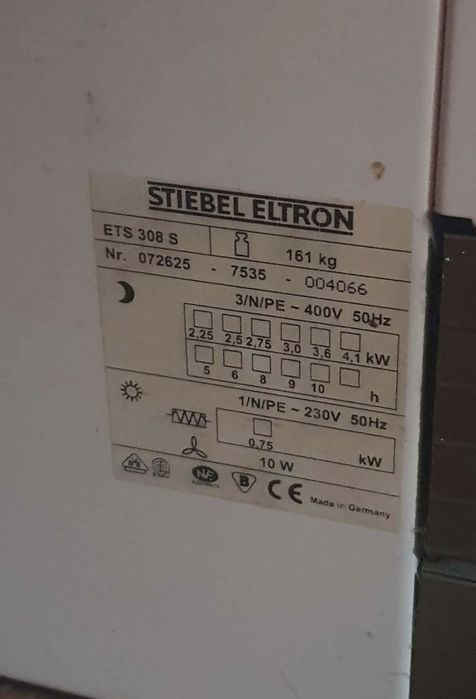 STIEBEL ELTRON
ETS 308 S 161 kg
Nr. 072625 - 7535 - 004066
3/N/PE ~ 400V 50Hz
2,25 2,5 2,75 3,0 3,6 4,1 kW
5 6 8 9 10 h
1/N/PE ~ 230V 50Hz
0,75 kW
10 W
NF B CE Made in Germany